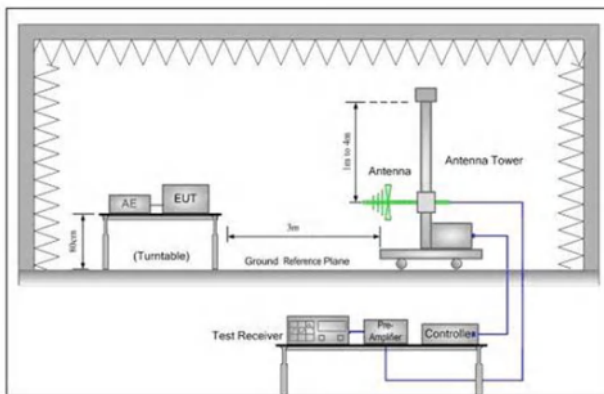 1m to 4m
Antenna
Antenna Tower
AE
EUT
80cm
(Turntable)
3m
Ground Reference Plane
Test Receiver
Pre-
Amplifier
Controller